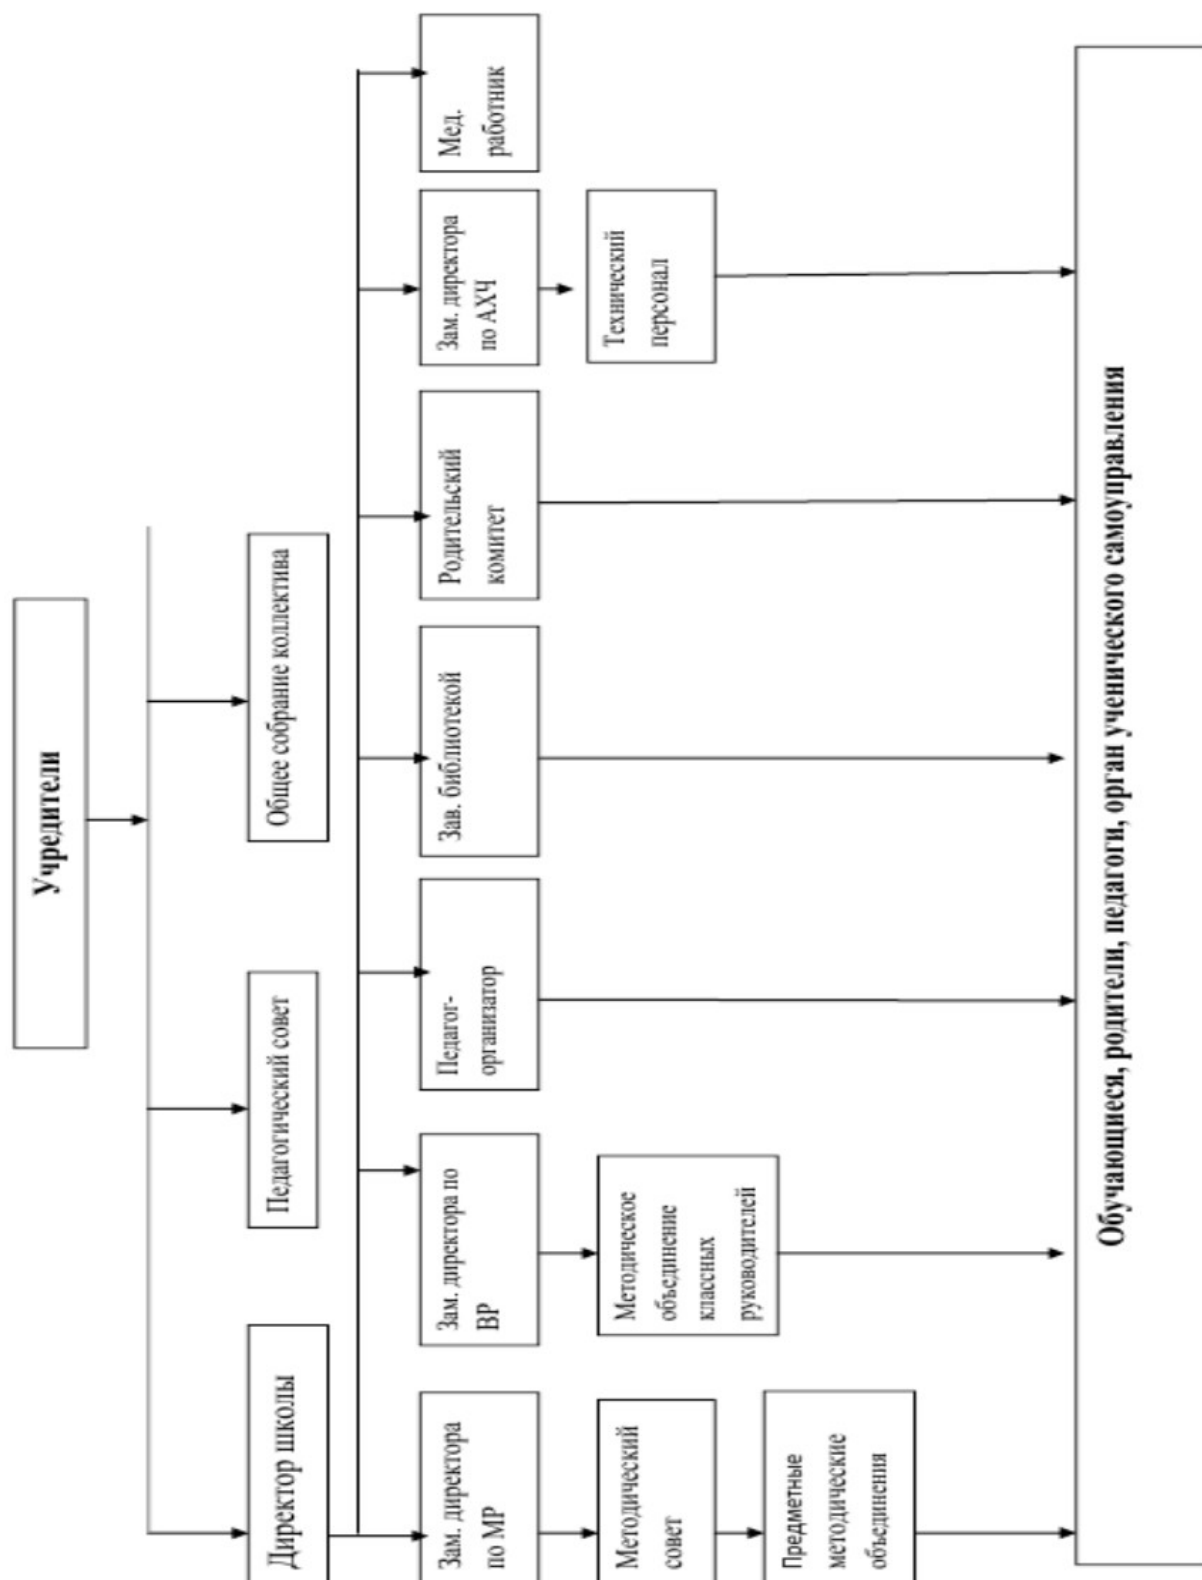 Учредители
Директор школы
Педагогический совет
Общее собрание коллектива
Зам. директора
по МР
Зам. директора по
ВР
Педагог-
организатор
Зав. библиотекой
Родительский
комитет
Зам. директора
по АХЧ
Мед.
работник
Методический
совет
Методическое
объединение
классных
руководителей
Технический
персонал
Предметные
методические
объединения
Обучающиеся, родители, педагоги, орган ученического самоуправления